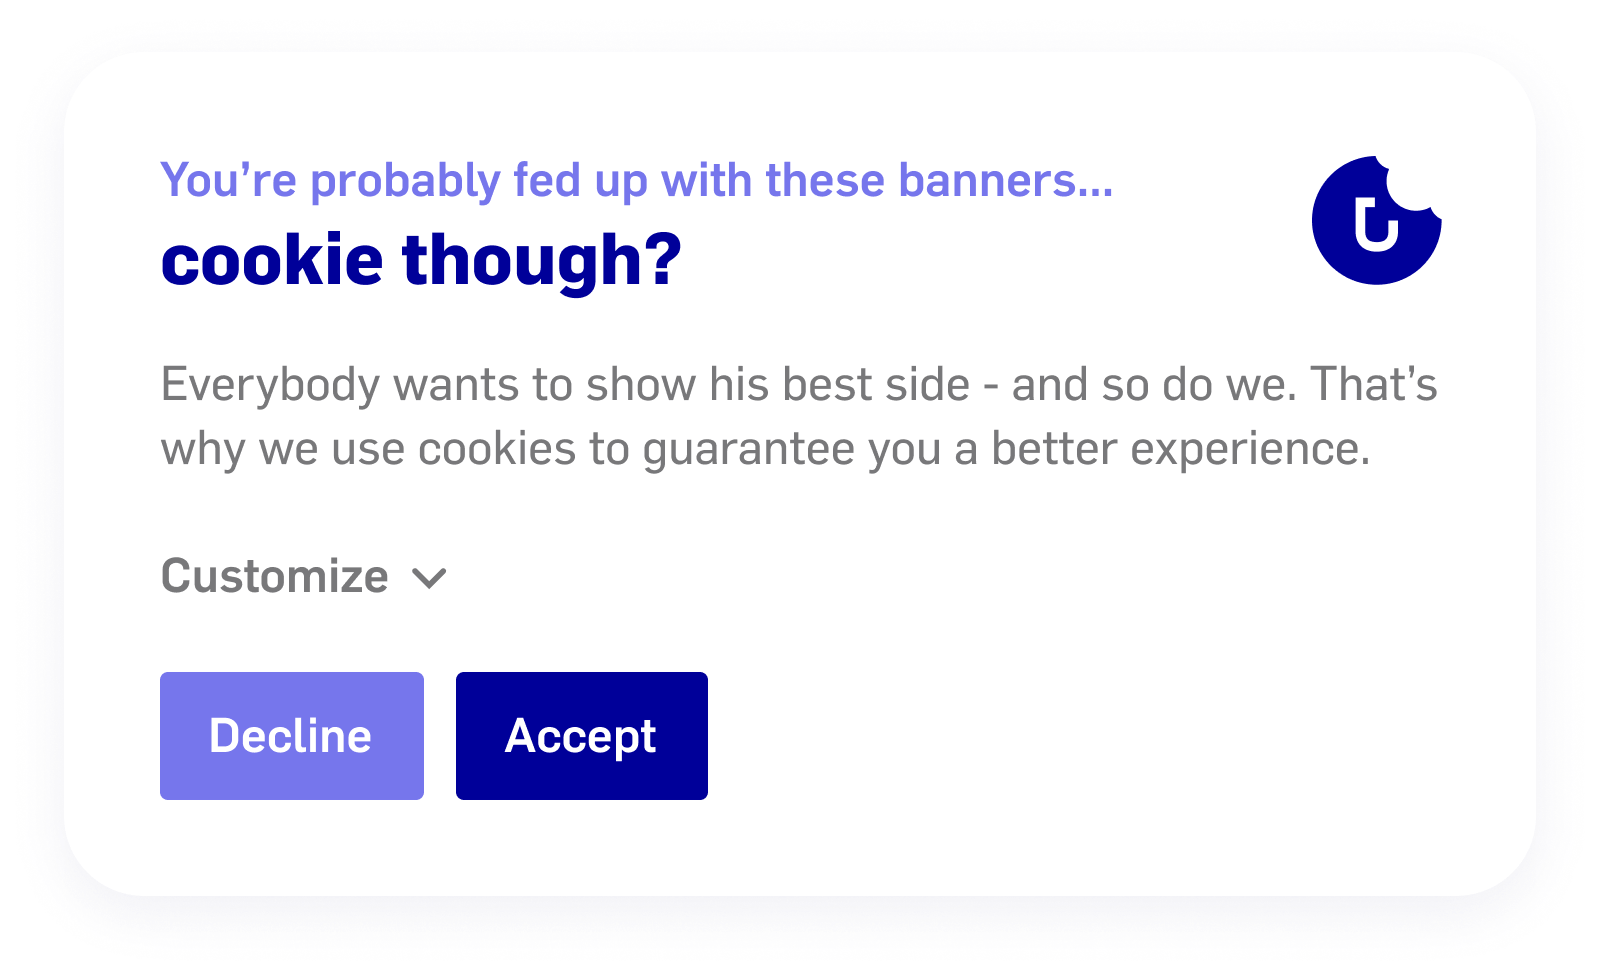 You’re probably fed up with these banners...
cookie though?
Everybody wants to show his best side - and so do we. That’s
why we use cookies to guarantee you a better experience.
Customize
Decline
Accept